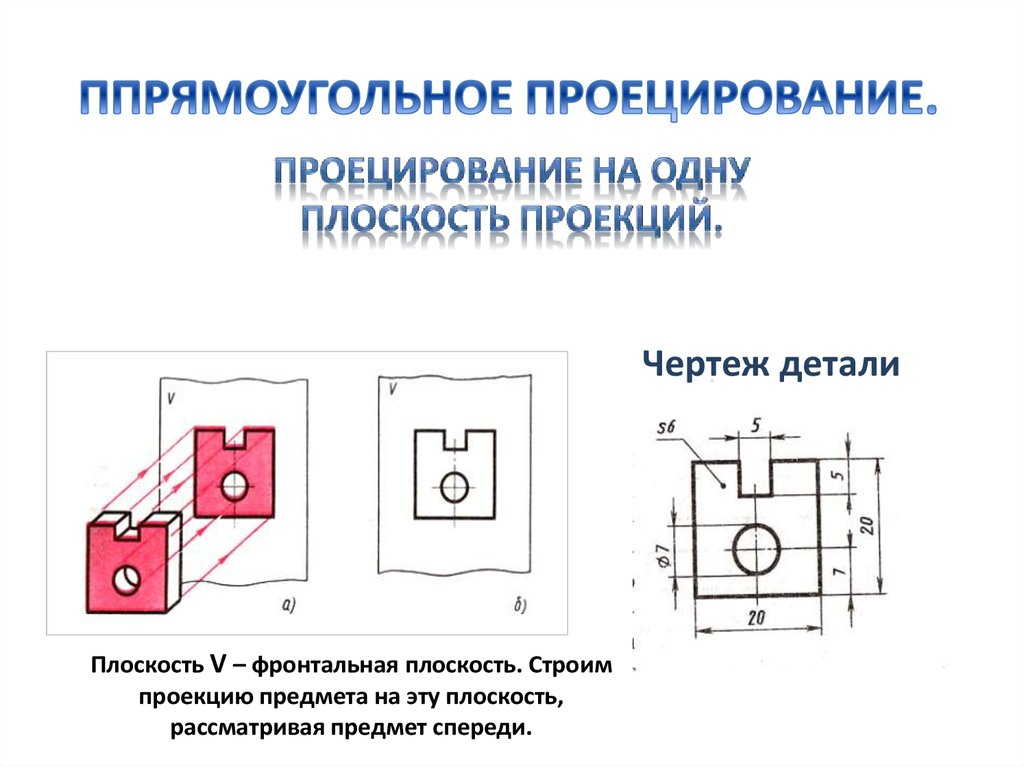 ППРЯМОУГОЛЬНОЕ ПРОЕЦИРОВАНИЕ.
ПРОЕЦИРОВАНИЕ НА ОДНУ
ПЛОСКОСТЬ ПРОЕКЦИЙ.
V
а)
V
б)
Чертеж детали
s6
5
5
20
⌀7
7
20
Плоскость V – фронтальная плоскость. Строим
проекцию предмета на эту плоскость,
рассматривая предмет спереди.